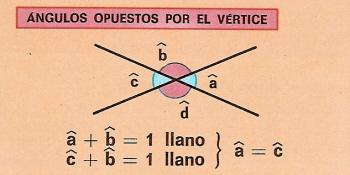 ÁNGULOS OPUESTOS POR EL VÉRTICE
b̂
ĉ â
d̂
â + b̂ = 1 llano
ĉ + b̂ = 1 llano } â = ĉ